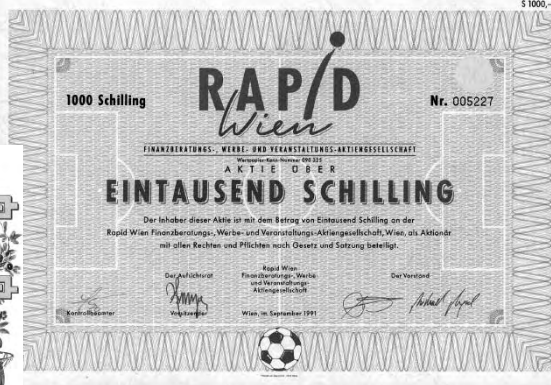 S 1000,–
1000 Schilling
RAPID
Wien
Nr. 005227
FINANZBERATUNGS-, WERBE- UND VERANSTALTUNGS-AKTIENGESELLSCHAFT
AKTIE ÜBER
EINTAUSEND SCHILLING
Der Inhaber dieser Aktie ist mit dem Betrag von Eintausend Schilling an der
Rapid Wien Finanzberatungs-, Werbe- und Veranstaltungs-Aktiengesellschaft, Wien, als Aktionär
mit allen Rechten und Pflichten nach Gesetz und Satzung beteiligt.
Der Aufsichtsrat
Rapid Wien
Finanzberatungs-, Werbe
und Veranstaltungs-
Aktiengesellschaft
Der Vorstand
Kontrollbeamter
Vorsitzender
Wien, im September 1991